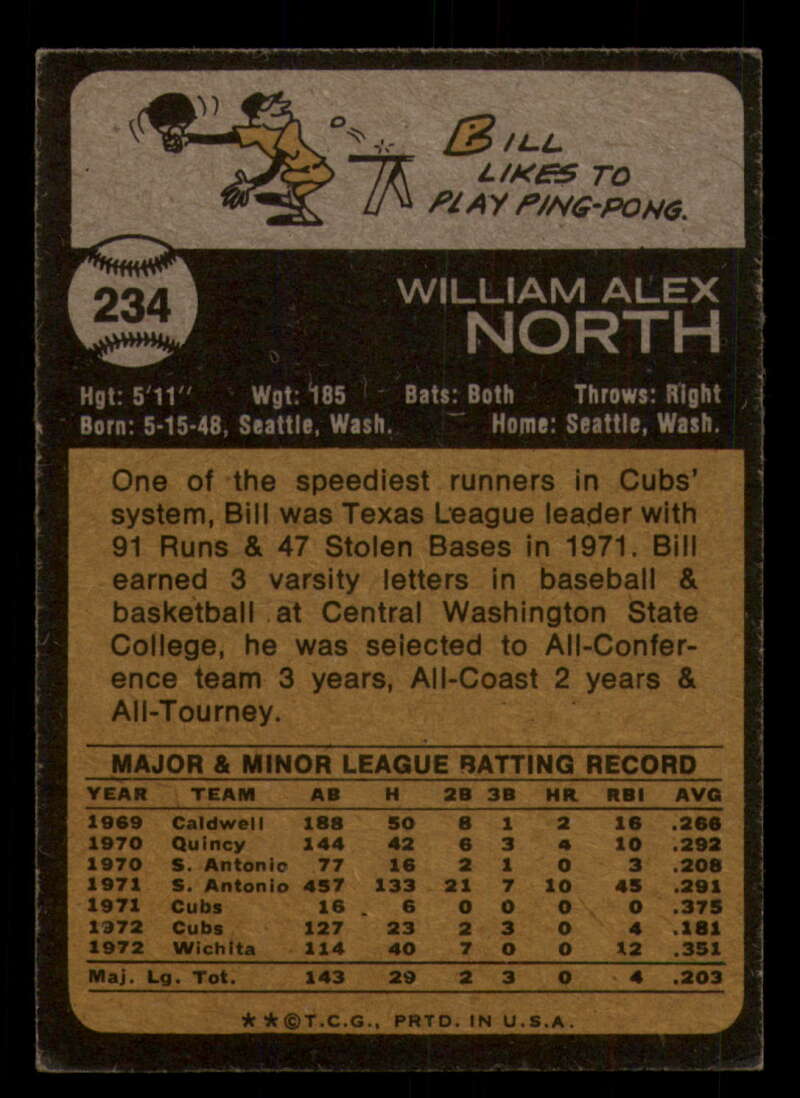 BILL
LIKES TO
PLAY PING-PONG.
234
WILLIAM ALEX
NORTH
Hgt: 5'11" Wgt: 185 Bats: Both Throws: Right
Born: 5-15-48, Seattle, Wash. Home: Seattle, Wash.
One of the speediest runners in Cubs'
system, Bill was Texas League leader with
91 Runs & 47 Stolen Bases in 1971. Bill
earned 3 varsity letters in baseball &
basketball at Central Washington State
College, he was selected to All-Confer-
ence team 3 years, All-Coast 2 years &
All-Tourney.
MAJOR & MINOR LEAGUE BATTING RECORD
YEAR TEAM AB H 2B 3B HR RBI AVG
1969 Caldwell 188 50 8 1 2 16 .266
1970 Quincy 144 42 6 3 4 10 .292
1970 S. Antonio 77 16 2 1 0 3 .208
1971 S. Antonio 457 133 21 7 10 45 .291
1971 Cubs 16 6 0 0 0 0 .375
1972 Cubs 127 23 2 3 0 4 .181
1972 Wichita 114 40 7 0 0 12 .351
Maj. Lg. Tot. 143 29 2 3 0 4 .203
**©T.C.G., PRTD. IN U.S.A.